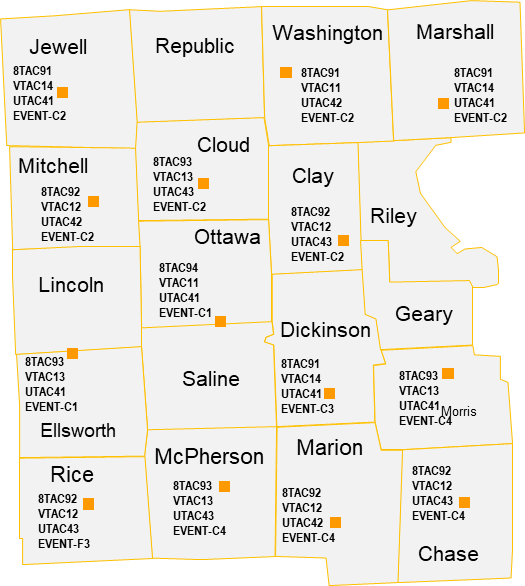 Jewell
8TAC91
VTAC14
UTAC41
EVENT-C2
Republic
Washington
8TAC91
VTAC11
UTAC42
EVENT-C2
Marshall
8TAC91
VTAC14
UTAC41
EVENT-C2
Mitchell
8TAC92
VTAC12
UTAC42
EVENT-C2
Cloud
8TAC93
VTAC13
UTAC43
EVENT-C2
Clay
8TAC92
VTAC12
UTAC43
EVENT-C2
Riley
Lincoln
Ottawa
8TAC94
VTAC11
UTAC41
EVENT-C1
Dickinson
8TAC91
VTAC14
UTAC41
EVENT-C3
Geary
8TAC93
VTAC13
UTAC41
EVENT-C1
Ellsworth
Saline
8TAC93
VTAC13
UTAC41
EVENT-C4
Morris
Rice
8TAC92
VTAC12
UTAC43
EVENT-F3
McPherson
8TAC93
VTAC13
UTAC43
EVENT-C4
Marion
8TAC92
VTAC12
UTAC42
EVENT-C4
8TAC92
VTAC12
UTAC43
EVENT-C4
Chase